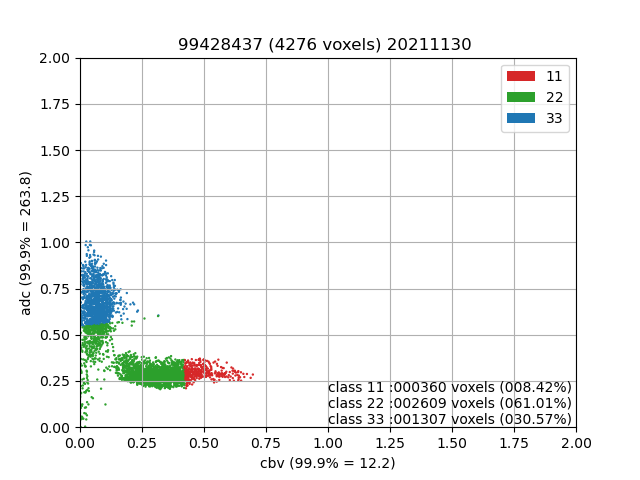 99428437 (4276 voxels) 20211130
2.00
1.75
1.50
1.25
1.00
0.75
0.50
0.25
0.00
adc (99.9% = 263.8)
11
22
33
class 11 :000360 voxels (008.42%)
class 22 :002609 voxels (061.01%)
class 33 :001307 voxels (030.57%)
0.00 0.25 0.50 0.75 1.00 1.25 1.50 1.75 2.00
cbv (99.9% = 12.2)